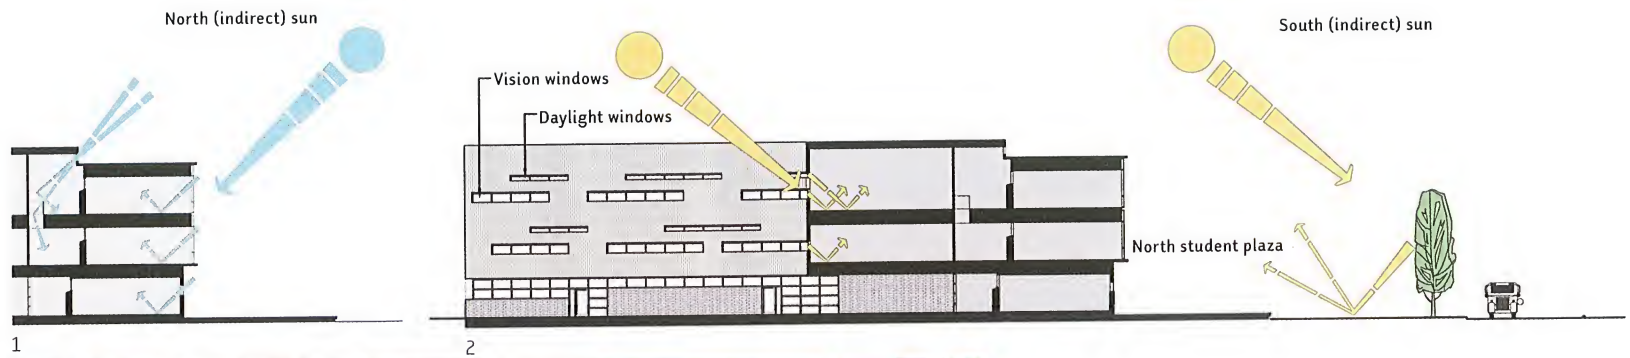 North (indirect) sun
South (indirect) sun
Vision windows
Daylight windows
North student plaza
1
2